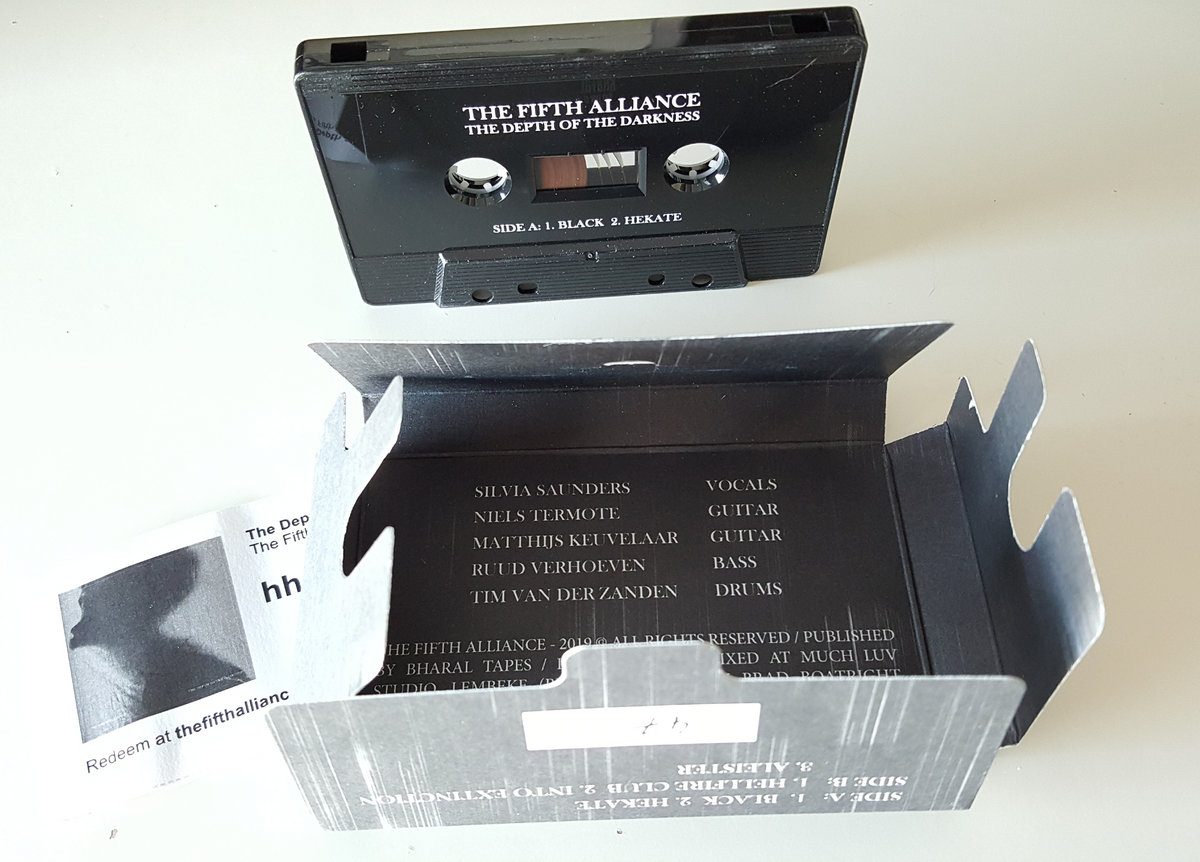 THE FIFTH ALLIANCE
THE DEPTH OF THE DARKNESS
SIDE A: 1. BLACK 2. HEKATE
SILVIA SAUNDERS VOCALS
NIELS TERMOTE GUITAR
MATTHIJS KEUVELAAR GUITAR
RUUD VERHOEVEN BASS
TIM VAN DER ZANDEN DRUMS
THE FIFTH ALLIANCE - 2019 © ALL RIGHTS RESERVED / PUBLISHED
BY BHARAL TAPES / IXED AT MUCH LUV
STUDIO, LEMBEKE BRAD BOATRIGHT
The Dep
The Fift
hh
Redeem at thefifthallianc
SIDE A: 1. BLACK 2. HEKATE
SIDE B: 1. HELLFIRE CLUB 2. INTO EXTINCTION
3. ALEISTER